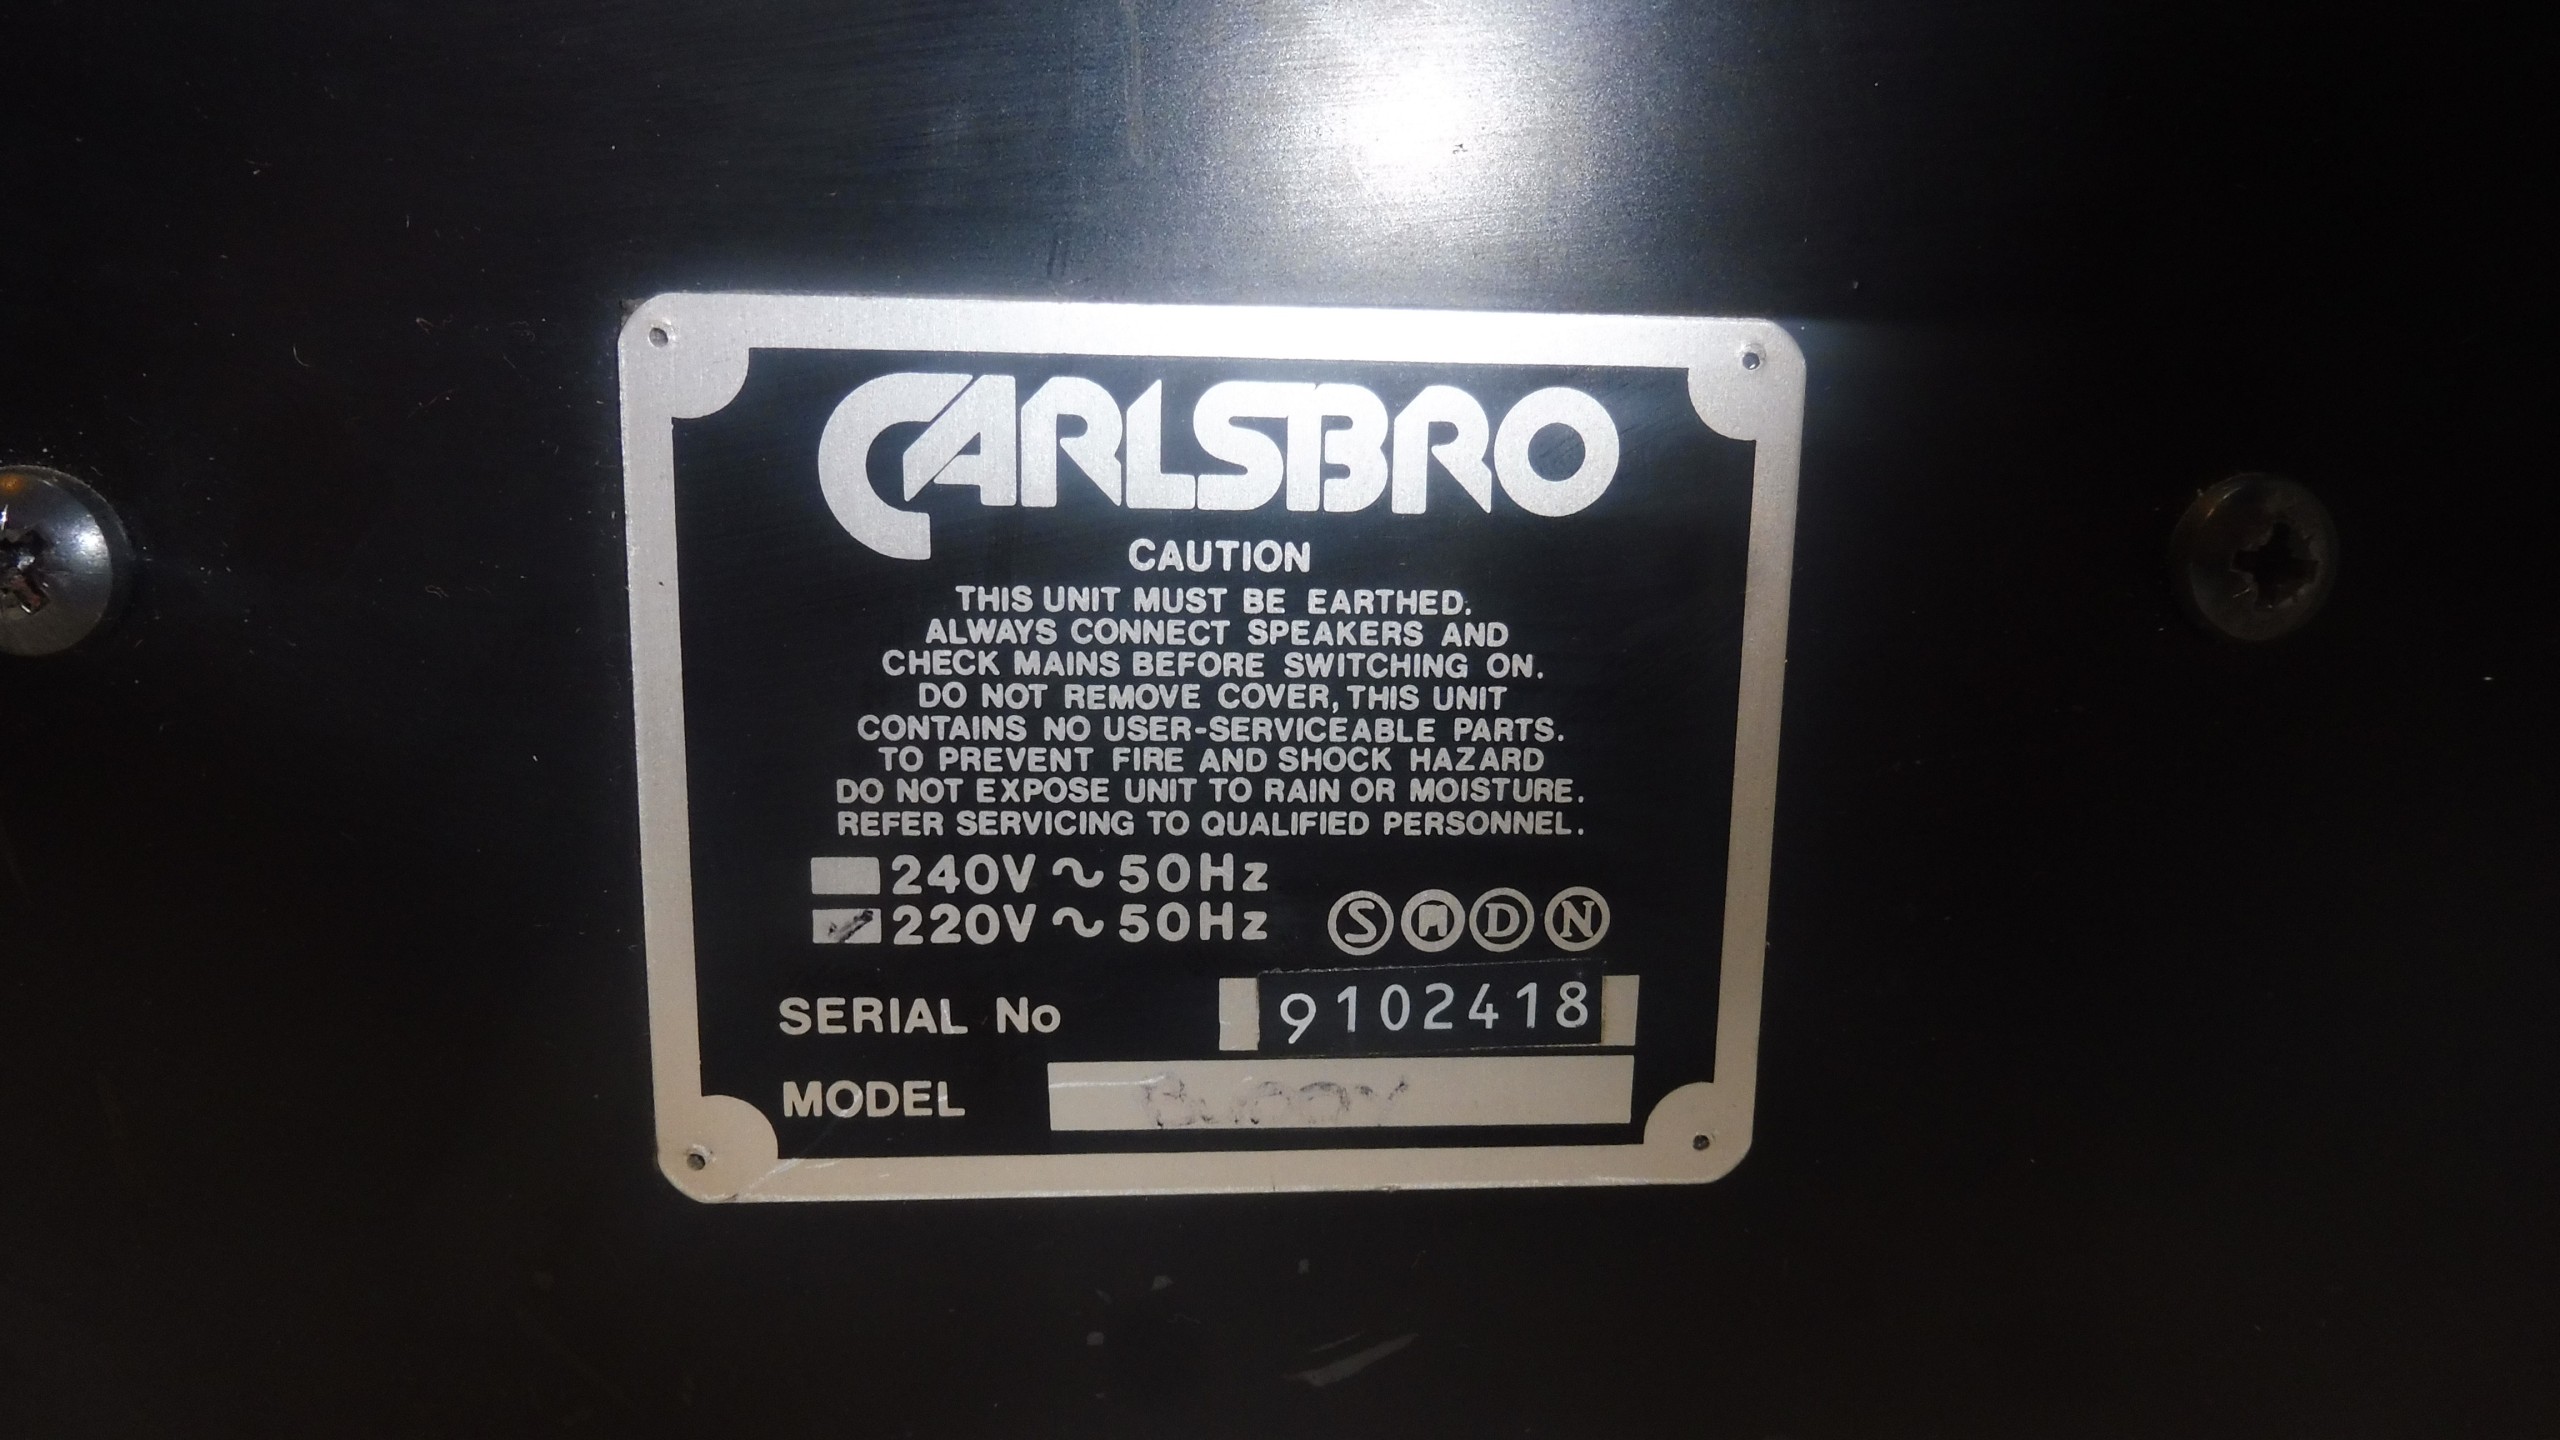 CARLSBRO
CAUTION
THIS UNIT MUST BE EARTHED.
ALWAYS CONNECT SPEAKERS AND
CHECK MAINS BEFORE SWITCHING ON.
DO NOT REMOVE COVER, THIS UNIT
CONTAINS NO USER-SERVICEABLE PARTS.
TO PREVENT FIRE AND SHOCK HAZARD
DO NOT EXPOSE UNIT TO RAIN OR MOISTURE.
REFER SERVICING TO QUALIFIED PERSONNEL.
240V ~ 50Hz
220V ~ 50Hz S D N
SERIAL No 9102418
MODEL